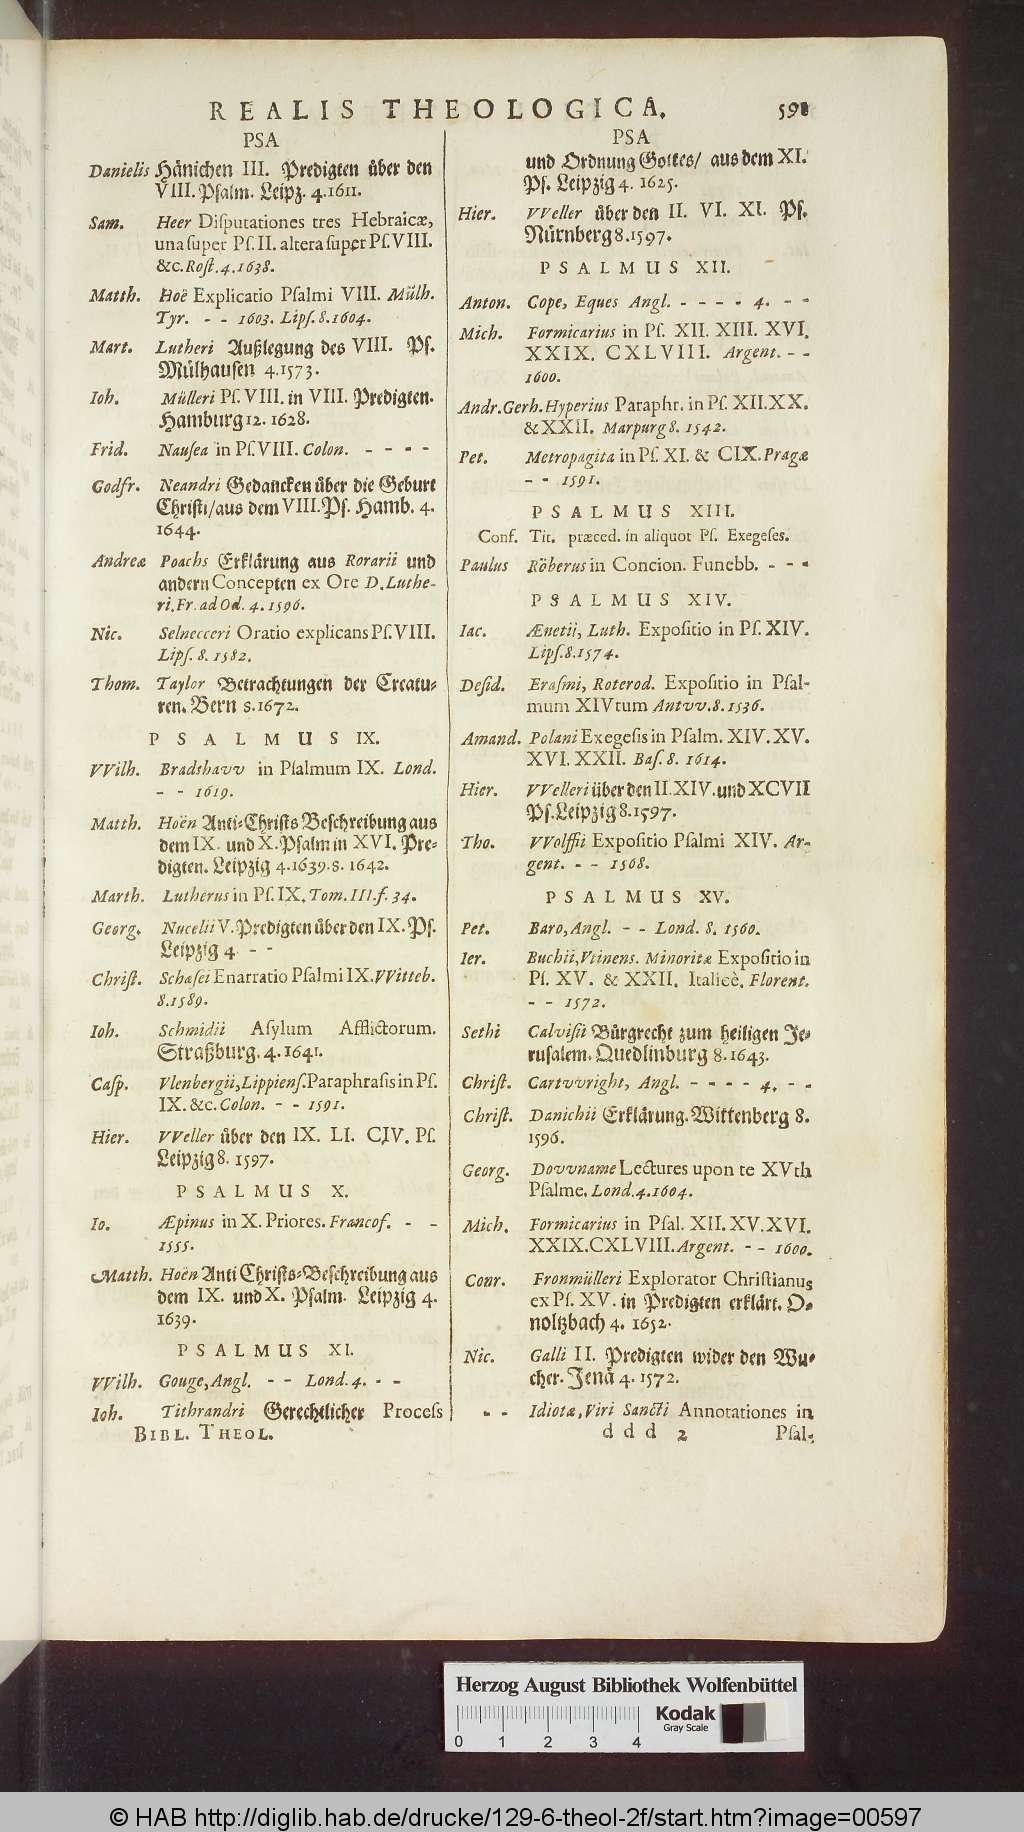 REALIS THEOLOGICA. 591
PSA
Danielis Hänichen III. Predigten über den
VIII. Psalm. Leipz. 4.1611.
Sam. Heer Disputationes tres Hebraicæ,
una super Ps. II. altera super Ps. VIII.
&c. Rost. 4. 1638.
Matth. Hoë Explicatio Psalmi VIII. Mülh.
Tyr. - - 1603. Lips. 8. 1604.
Mart. Lutheri Außlegung des VIII. Ps.
Mülhausen 4.1573.
Ioh. Mülleri Ps. VIII. in VIII. Predigten.
Hamburg 12. 1628.
Frid. Nausea in Ps. VIII. Colon. - - - -
Godfr. Neandri Gedancken über die Geburt
Christi/aus dem VIII. Ps. Hamb. 4.
1644.
Andreæ Poachs Erklärung aus Rorarii und
andern Concepten ex Ore D. Luthe-
ri. Fr. ad Od. 4. 1596.
Nic. Selnecceri Oratio explicans Ps. VIII.
Lips. 8. 1582.
Thom. Taylor Betrachtungen der Creatu-
ren. Bern 8.1672.
PSALMUS IX.
VVilh. Bradshavv in Psalmum IX. Lond.
- - 1619.
Matth. Hoën Anti-Christs Beschreibung aus
dem IX. und X. Psalm in XVI. Pre-
digten. Leipzig 4.1639.8. 1642.
Marth. Lutherus in Ps. IX. Tom. III. f. 34.
Georg. Nucelii V. Predigten über den IX. Ps.
Leipzig 4. - -
Christ. Schafei Enarratio Psalmi IX. VVitteb.
8.1589.
Ioh. Schmidii Asylum Afflictorum.
Straßburg. 4. 1641.
Casp. Vlenbergii, Lippiens. Paraphrasis in Ps.
IX. &c. Colon. - - 1591.
Hier. VVeller über den IX. LI. CIV. Ps.
Leipzig 8. 1597.
PSALMUS X.
Io. Æpinus in X. Priores. Francof. - -
1555.
Matth. Hoën Anti Christs-Beschreibung aus
dem IX. und X. Psalm. Leipzig 4.
1639.
PSALMUS XI.
VVilh. Gouge, Angl. - - Lond. 4. - -
Ioh. Tithrandri Gerechtlicher Process
BIBL. THEOL.
PSA
und Ordnung Gottes/ aus dem XI.
Ps. Leipzig 4. 1625.
Hier. VVeller über den II. VI. XI. Ps.
Nürnberg 8.1597.
PSALMUS XII.
Anton. Cope, Eques Angl. - - - - 4. - -
Mich. Formicarius in Ps. XII. XIII. XVI.
XXIX. CXLVIII. Argent. - -
1600.
Andr. Gerh. Hyperius Paraphr. in Ps. XII. XX.
& XXII. Marpurg 8. 1542.
Pet. Metropagita in Ps. XI. & CIX. Pragæ
- - 1591.
PSALMUS XIII.
Conf. Tit. præced. in aliquot Ps. Exegeses.
Paulus Röberus in Concion. Funebb. - - -
PSALMUS XIV.
Iac. Ænetii, Luth. Expositio in Ps. XIV.
Lips. 8.1574.
Desid. Erasmi, Roterod. Expositio in Psal-
mum XIVtum Antvv. 8. 1536.
Amand. Polani Exegesis in Psalm. XIV. XV.
XVI. XXII. Bas. 8. 1614.
Hier. VVelleri über den II. XIV. und XCVII
Ps. Leipzig 8.1597.
Tho. VVolffii Expositio Psalmi XIV. Ar-
gent. - - 1508.
PSALMUS XV.
Pet. Baro, Angl. - - Lond. 8. 1560.
Ier. Buchii, Vtinens. Minoritæ Expositio in
Ps. XV. & XXII. Italicè. Florent.
- - 1572.
Sethi Calvisii Bürgrecht zum heiligen Je-
rusalem. Quedlinburg 8. 1643.
Christ. Cartvvright, Angl. - - - - 4. - -
Christ. Danichii Erklärung. Wittenberg 8.
1596.
Georg. Dovvname Lectures upon te XVth
Psalme. Lond. 4. 1604.
Mich. Formicarius in Psal. XII. XV. XVI.
XXIX. CXLVIII. Argent. - - 1600.
Conr. Fronmülleri Explorator Christianus
ex Ps. XV. in Predigten erklärt. O-
noltzbach 4. 1652.
Nic. Galli II. Predigten wider den Wu-
cher. Jenä 4. 1572.
- - Idiotæ, Viri Sancti Annotationes in
d d d 2 Psal-
Herzog August Bibliothek Wolfenbüttel
Kodak
Gray Scale
0 1 2 3 4
© HAB http://diglib.hab.de/drucke/129-6-theol-2f/start.htm?image=00597